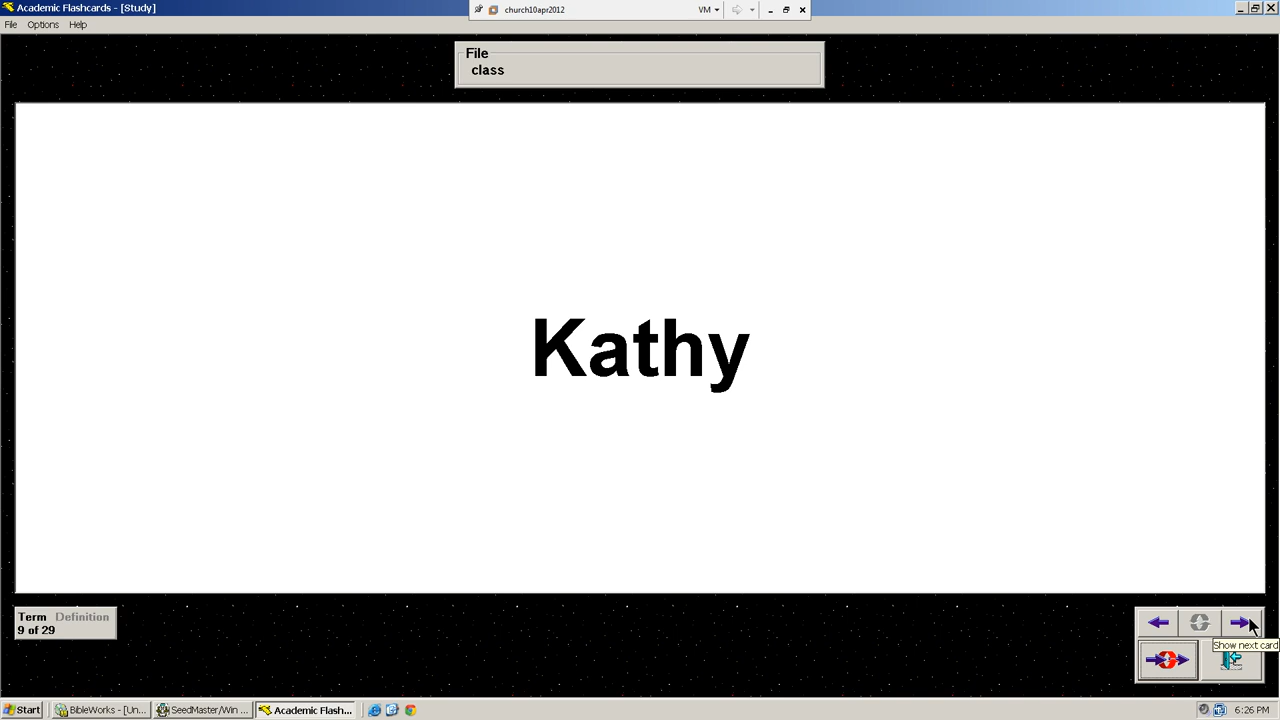 Academic Flashcards - [Study]
church10apr2012
VM
File Options Help
File
class
Kathy
Term Definition
9 of 29
Show next card
Start
BibleWorks - [Un...
SeedMaster/Win ...
Academic Flash...
6:26 PM